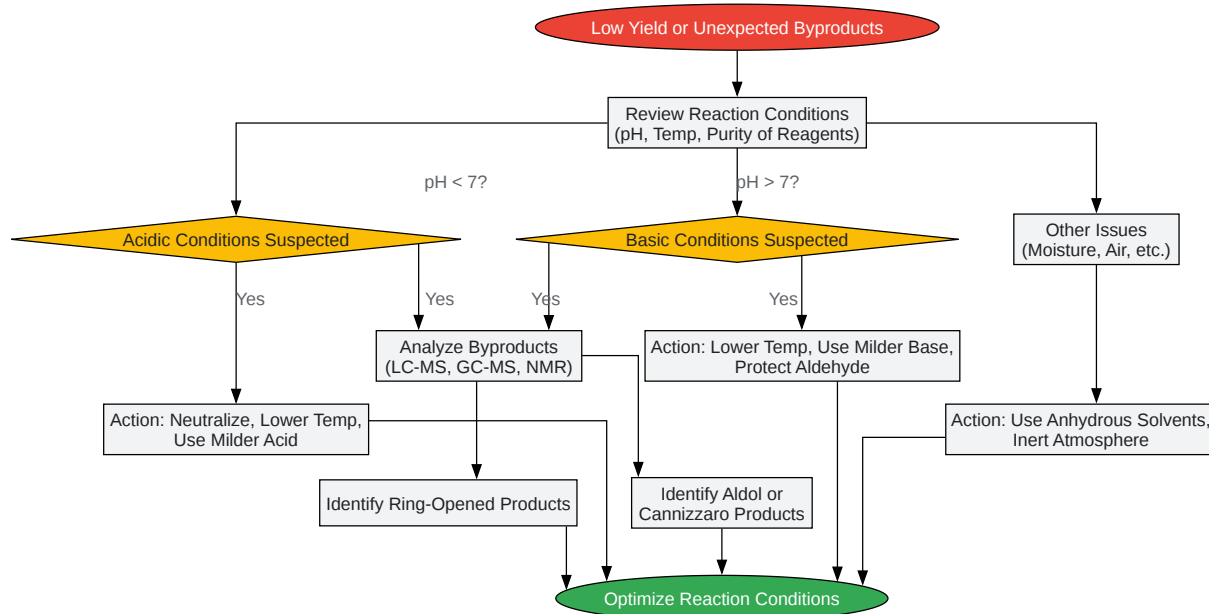 Low Yield or Unexpected Byproducts
Review Reaction Conditions
(pH, Temp, Purity of Reagents)
pH < 7?
pH > 7?
Acidic Conditions Suspected
Basic Conditions Suspected
Other Issues
(Moisture, Air, etc.)
Yes
Yes
Yes
Yes
Analyze Byproducts
(LC-MS, GC-MS, NMR)
Action: Lower Temp, Use Milder Base,
Protect Aldehyde
Action: Neutralize, Lower Temp,
Use Milder Acid
Action: Use Anhydrous Solvents,
Inert Atmosphere
Identify Ring-Opened Products
Identify Aldol or
Cannizzaro Products
Optimize Reaction Conditions